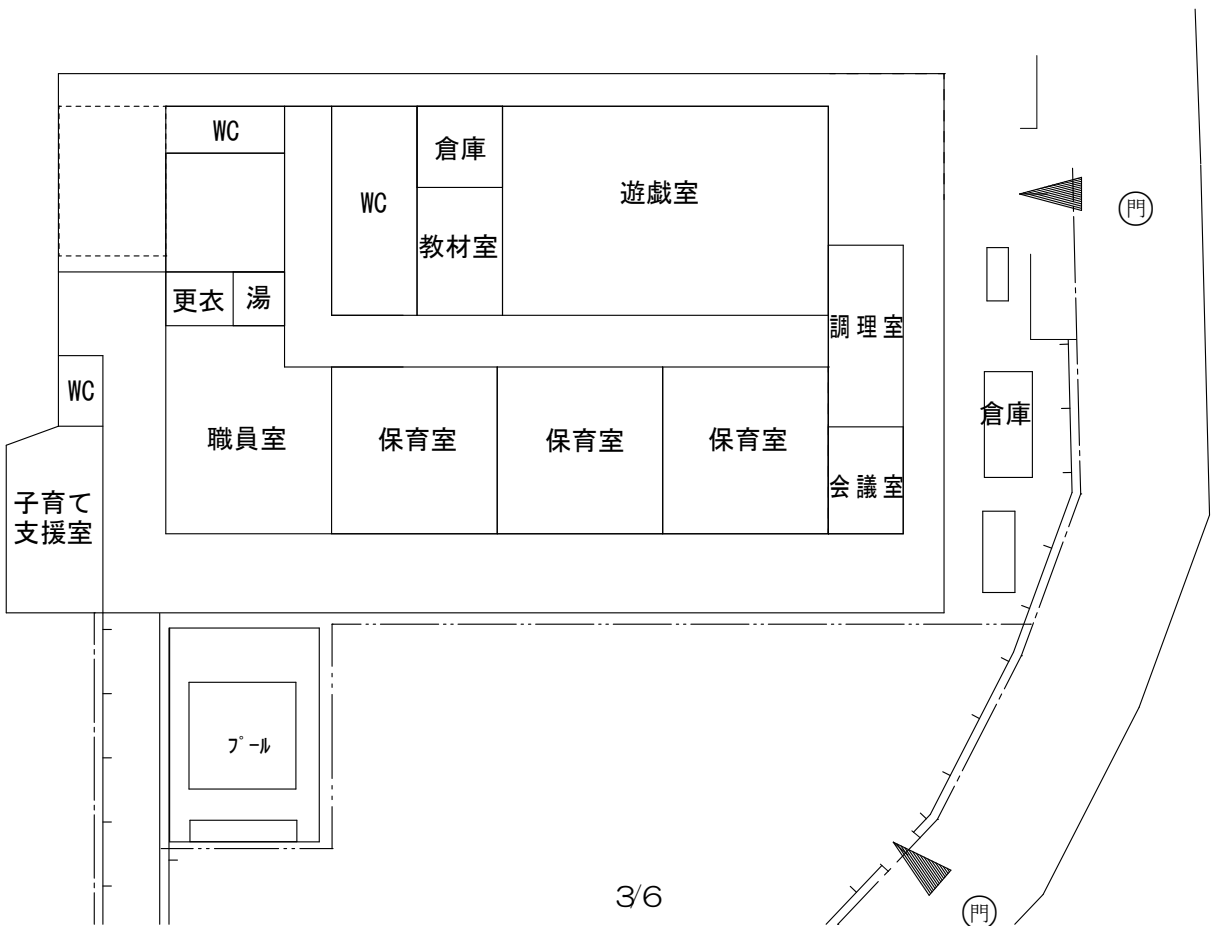 WC
倉庫
WC
遊戯室
門
教材室
更衣
湯
調理室
WC
倉庫
職員室
保育室
保育室
保育室
会議室
子育て
支援室
プール
3/6
門